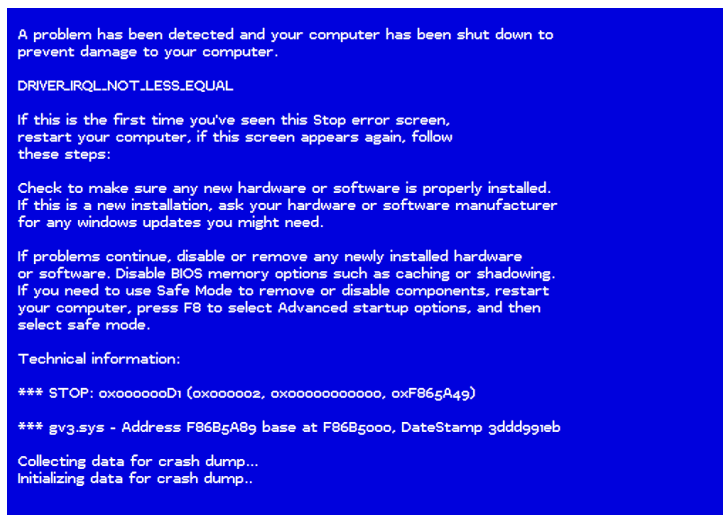 A problem has been detected and your computer has been shut down to
prevent damage to your computer.
DRIVER_IRQL_NOT_LESS_EQUAL
If this is the first time you've seen this Stop error screen,
restart your computer, if this screen appears again, follow
these steps:
Check to make sure any new hardware or software is properly installed.
If this is a new installation, ask your hardware or software manufacturer
for any windows updates you might need.
If problems continue, disable or remove any newly installed hardware
or software. Disable BIOS memory options such as caching or shadowing.
If you need to use Safe Mode to remove or disable components, restart
your computer, press F8 to select Advanced startup options, and then
select safe mode.
Technical information:
*** STOP: 0x000000D1 (0x000002, 0x00000000000, 0xF865A49)
*** gv3.sys - Address F86B5A89 base at F86B5000, DateStamp 3ddd991eb
Collecting data for crash dump...
Initializing data for crash dump..